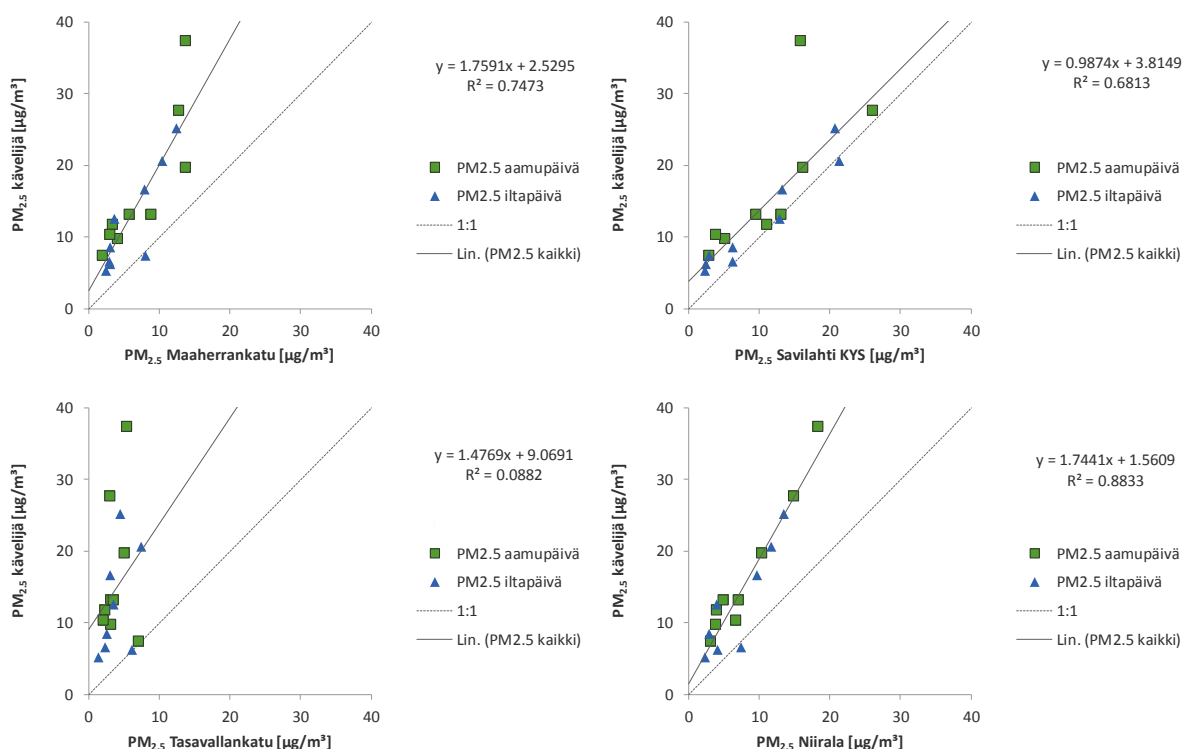 40
30
20
10
0
0 10 20 30 40
PM2.5 kävelijä [µg/m³]
PM2.5 Maaherrankatu [µg/m³]
y = 1.7591x + 2.5295
R² = 0.7473
PM2.5 aamupäivä
PM2.5 iltapäivä
1:1
Lin. (PM2.5 kaikki)
40
30
20
10
0
0 10 20 30 40
PM2.5 kävelijä [µg/m³]
PM2.5 Savilahti KYS [µg/m³]
y = 0.9874x + 3.8149
R² = 0.6813
PM2.5 aamupäivä
PM2.5 iltapäivä
1:1
Lin. (PM2.5 kaikki)
40
30
20
10
0
0 10 20 30 40
PM2.5 kävelijä [µg/m³]
PM2.5 Tasavallankatu [µg/m³]
y = 1.4769x + 9.0691
R² = 0.0882
PM2.5 aamupäivä
PM2.5 iltapäivä
1:1
Lin. (PM2.5 kaikki)
40
30
20
10
0
0 10 20 30 40
PM2.5 kävelijä [µg/m³]
PM2.5 Niirala [µg/m³]
y = 1.7441x + 1.5609
R² = 0.8833
PM2.5 aamupäivä
PM2.5 iltapäivä
1:1
Lin. (PM2.5 kaikki)